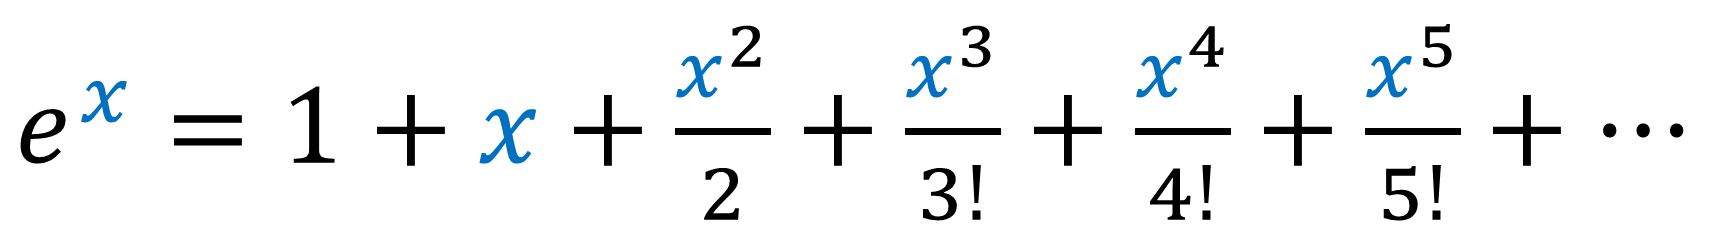 e^x = 1 + x + x^2/2 + x^3/3! + x^4/4! + x^5/5! + ⋯